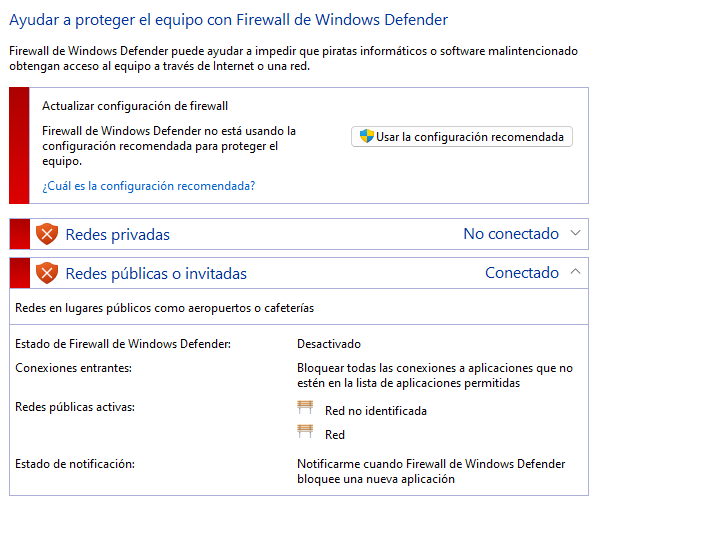 Ayudar a proteger el equipo con Firewall de Windows Defender
Firewall de Windows Defender puede ayudar a impedir que piratas informáticos o software malintencionado
obtengan acceso al equipo a través de Internet o una red.
Actualizar configuración de firewall
Firewall de Windows Defender no está usando la
configuración recomendada para proteger el
equipo.
Usar la configuración recomendada
¿Cuál es la configuración recomendada?
Redes privadas No conectado
Redes públicas o invitadas Conectado
Redes en lugares públicos como aeropuertos o cafeterías
Estado de Firewall de Windows Defender: Desactivado
Conexiones entrantes: Bloquear todas las conexiones a aplicaciones que no
estén en la lista de aplicaciones permitidas
Redes públicas activas: Red no identificada
Red
Estado de notificación: Notificarme cuando Firewall de Windows Defender
bloquee una nueva aplicación